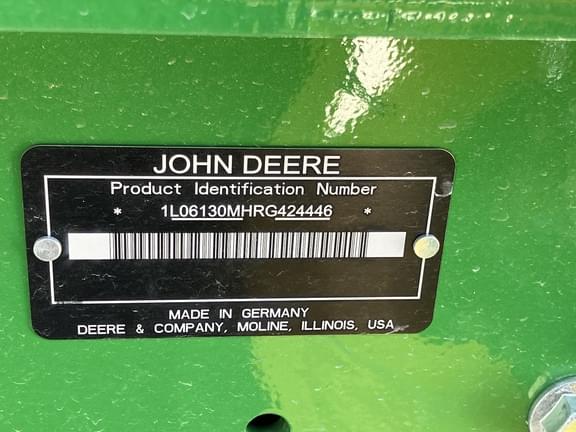 JOHN DEERE
Product Identification Number
* 1L06130MHRG424446 *
MADE IN GERMANY
DEERE & COMPANY, MOLINE, ILLINOIS, USA